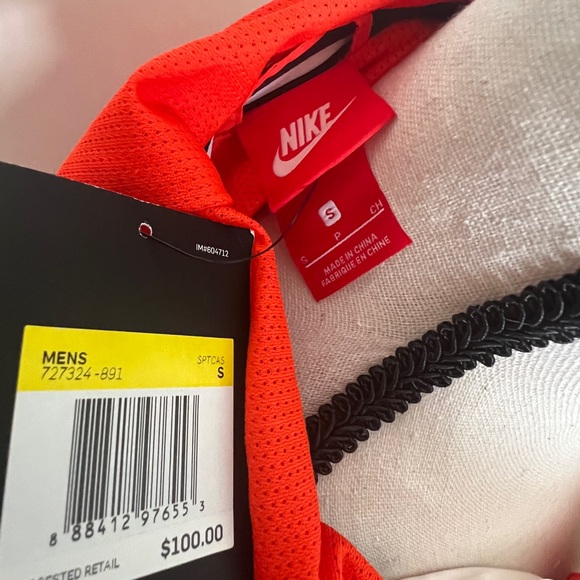 NIKE
S
S P CH
MADE IN CHINA
FABRIQUE EN CHINE
IM#604712
MENS SPTCAS
727324-891 S
8 88412 97655 3
$100.00
RETAIL